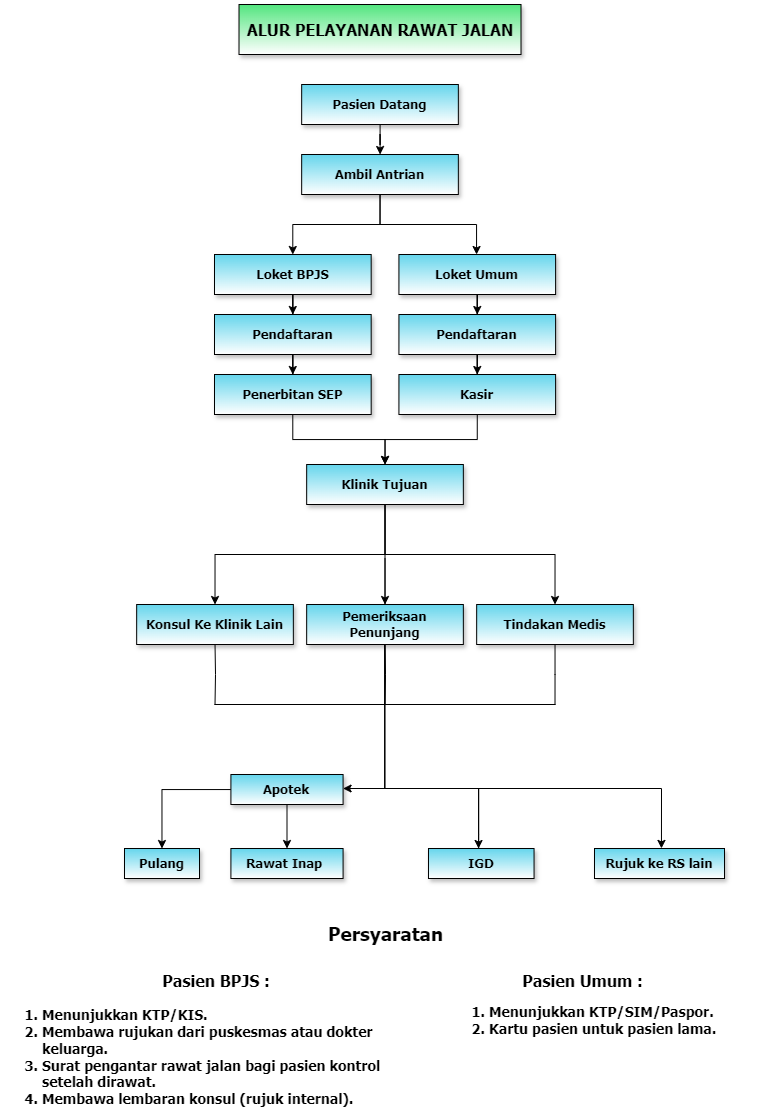 ALUR PELAYANAN RAWAT JALAN
Pasien Datang
Ambil Antrian
Loket BPJS
Loket Umum
Pendaftaran
Pendaftaran
Penerbitan SEP
Kasir
Klinik Tujuan
Konsul Ke Klinik Lain
Pemeriksaan
Penunjang
Tindakan Medis
Apotek
Pulang
Rawat Inap
IGD
Rujuk ke RS lain
Persyaratan
Pasien BPJS :
1. Menunjukkan KTP/KIS.
2. Membawa rujukan dari puskesmas atau dokter
keluarga.
3. Surat pengantar rawat jalan bagi pasien kontrol
setelah dirawat.
4. Membawa lembaran konsul (rujuk internal).
Pasien Umum :
1. Menunjukkan KTP/SIM/Paspor.
2. Kartu pasien untuk pasien lama.